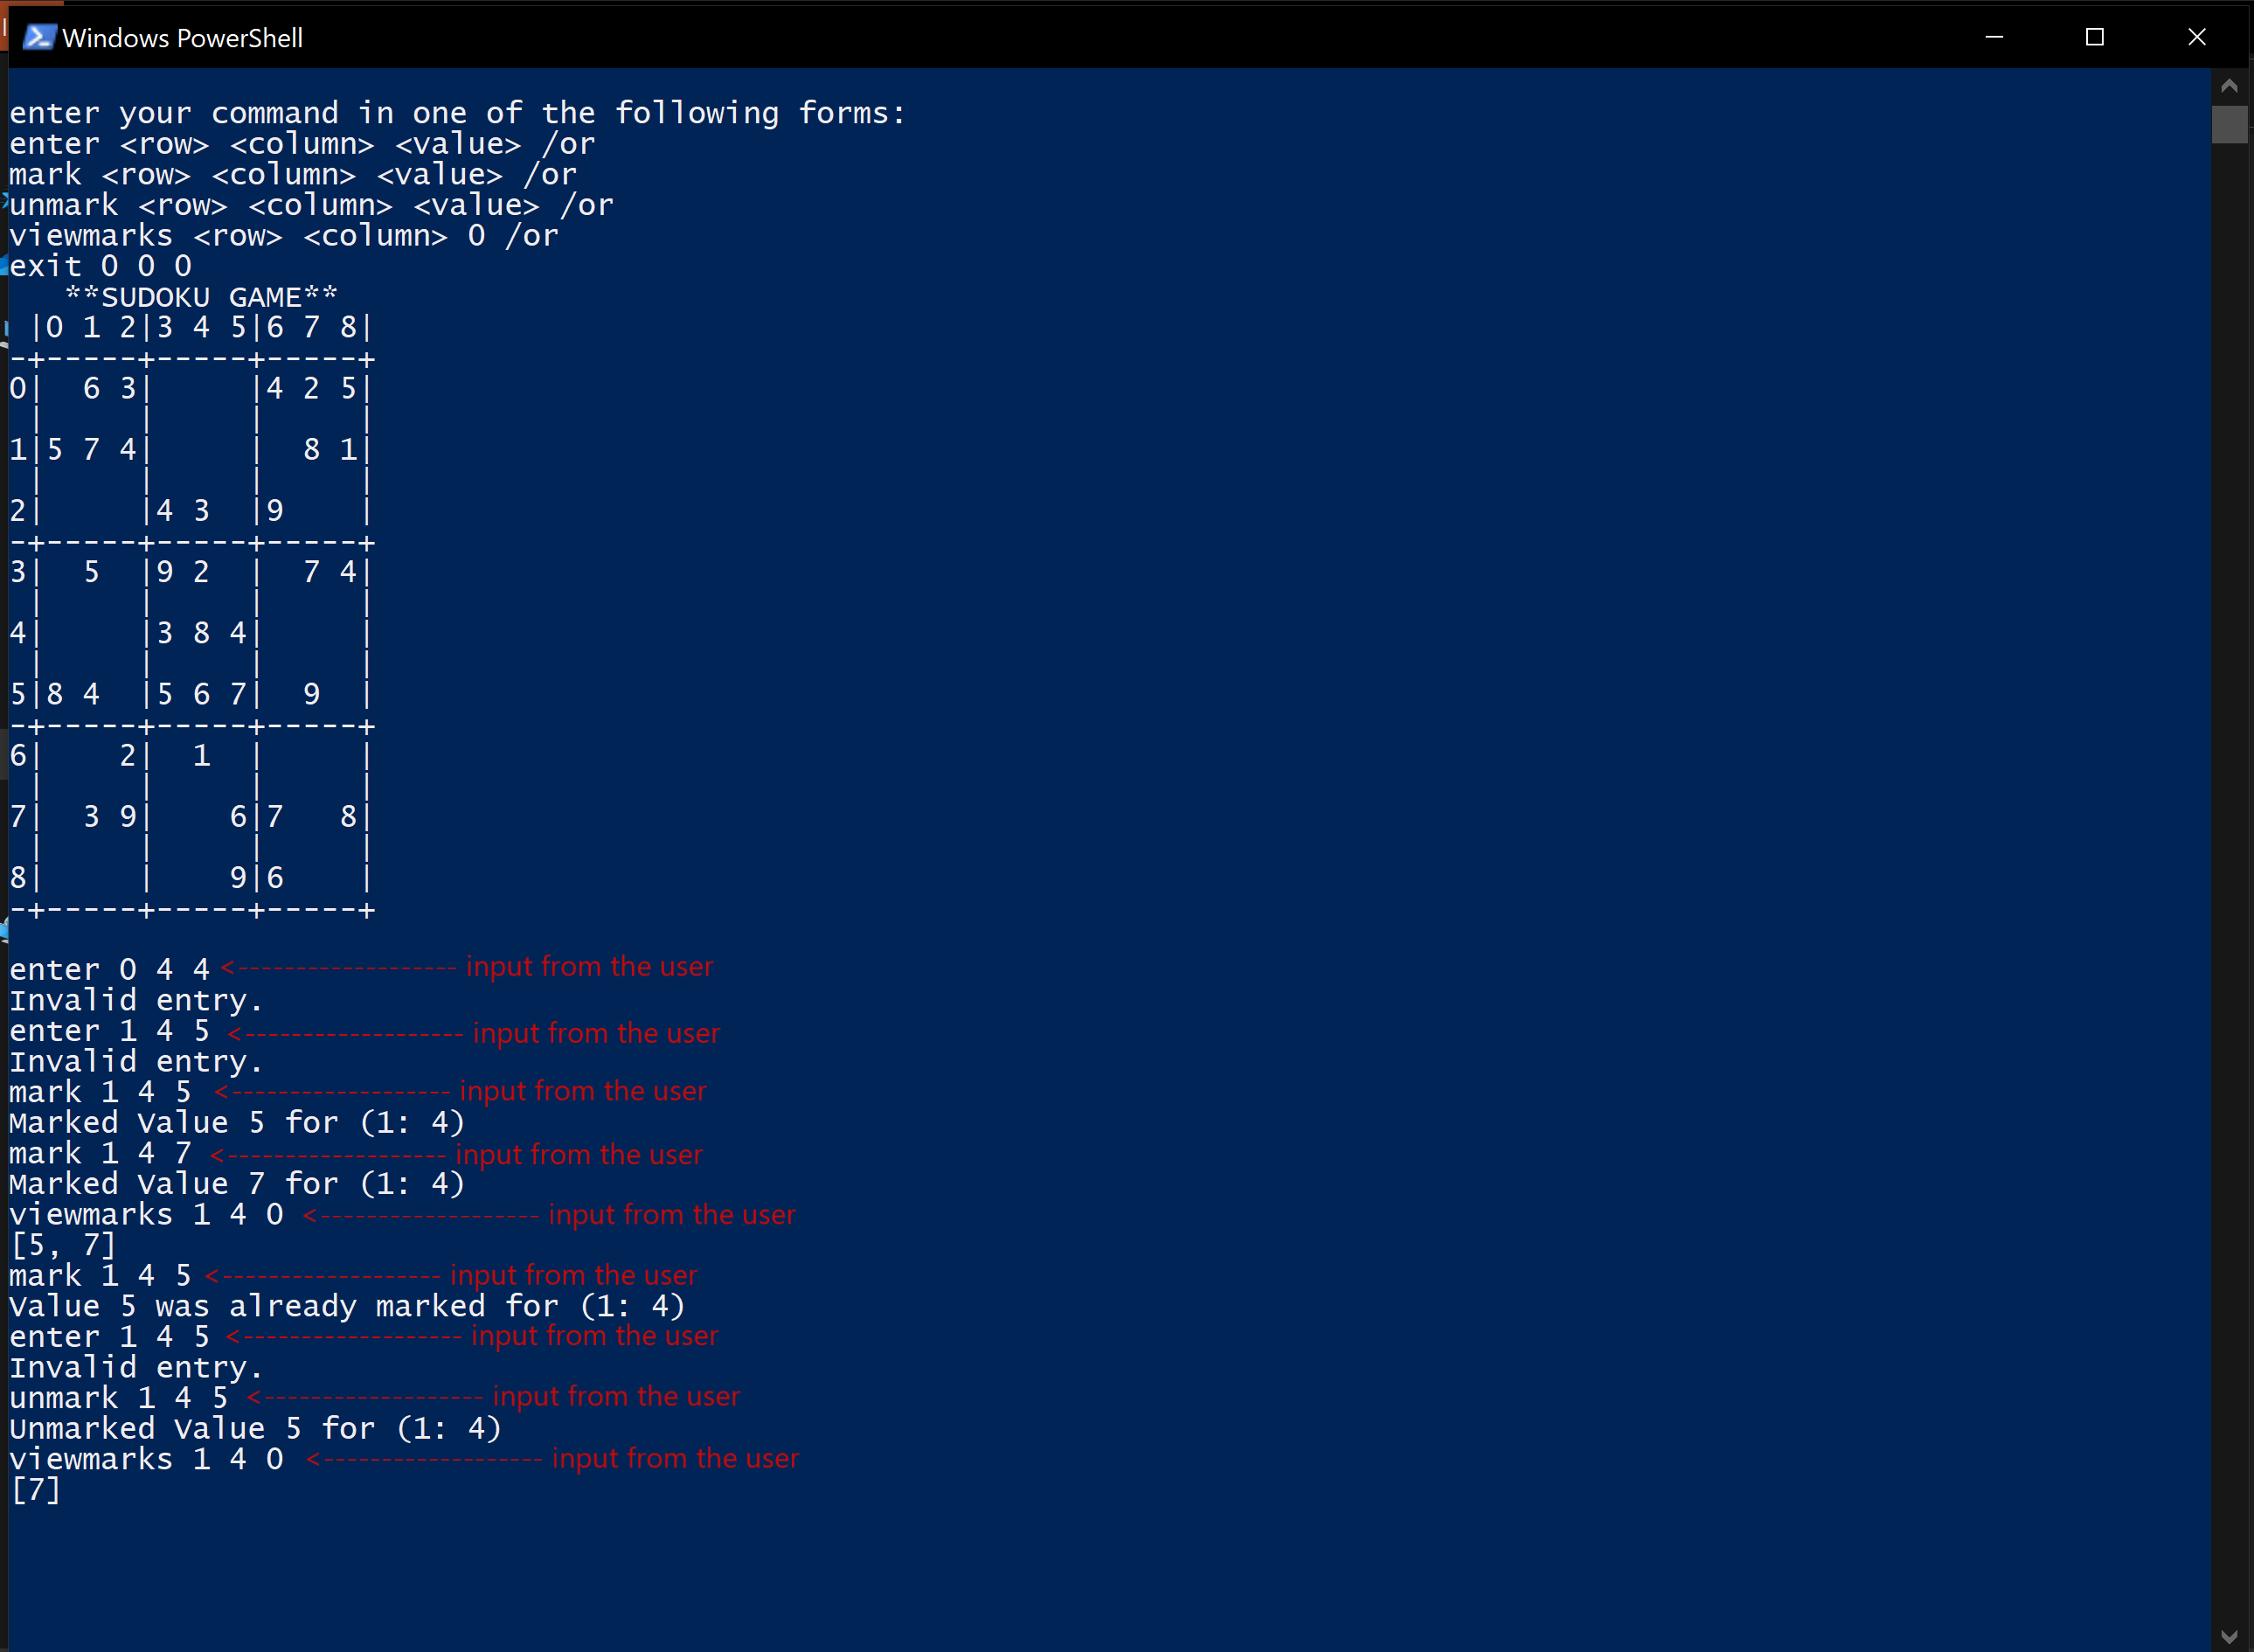 Windows PowerShell
enter your command in one of the following forms:
enter <row> <column> <value> /or
mark <row> <column> <value> /or
unmark <row> <column> <value> /or
viewmarks <row> <column> 0 /or
exit 0 0 0
   **SUDOKU GAME**
 |0 1 2|3 4 5|6 7 8|
-+-----+-----+-----+
0|  6 3|     |4 2 5|
 |     |     |     |
1|5 7 4|     |  8 1|
 |     |     |     |
2|     |4 3  |9    |
-+-----+-----+-----+
3|  5  |9 2  |  7 4|
 |     |     |     |
4|     |3 8 4|     |
 |     |     |     |
5|8 4  |5 6 7|  9  |
-+-----+-----+-----+
6|    2|  1  |     |
 |     |     |     |
7|  3 9|    6|7   8|
 |     |     |     |
8|     |    9|6    |
-+-----+-----+-----+
enter 0 4 4 <------------------- input from the user
Invalid entry.
enter 1 4 5 <------------------- input from the user
Invalid entry.
mark 1 4 5 <------------------- input from the user
Marked Value 5 for (1: 4)
mark 1 4 7 <------------------- input from the user
Marked Value 7 for (1: 4)
viewmarks 1 4 0 <------------------- input from the user
[5, 7]
mark 1 4 5 <------------------- input from the user
Value 5 was already marked for (1: 4)
enter 1 4 5 <------------------- input from the user
Invalid entry.
unmark 1 4 5 <------------------- input from the user
Unmarked Value 5 for (1: 4)
viewmarks 1 4 0 <------------------- input from the user
[7]